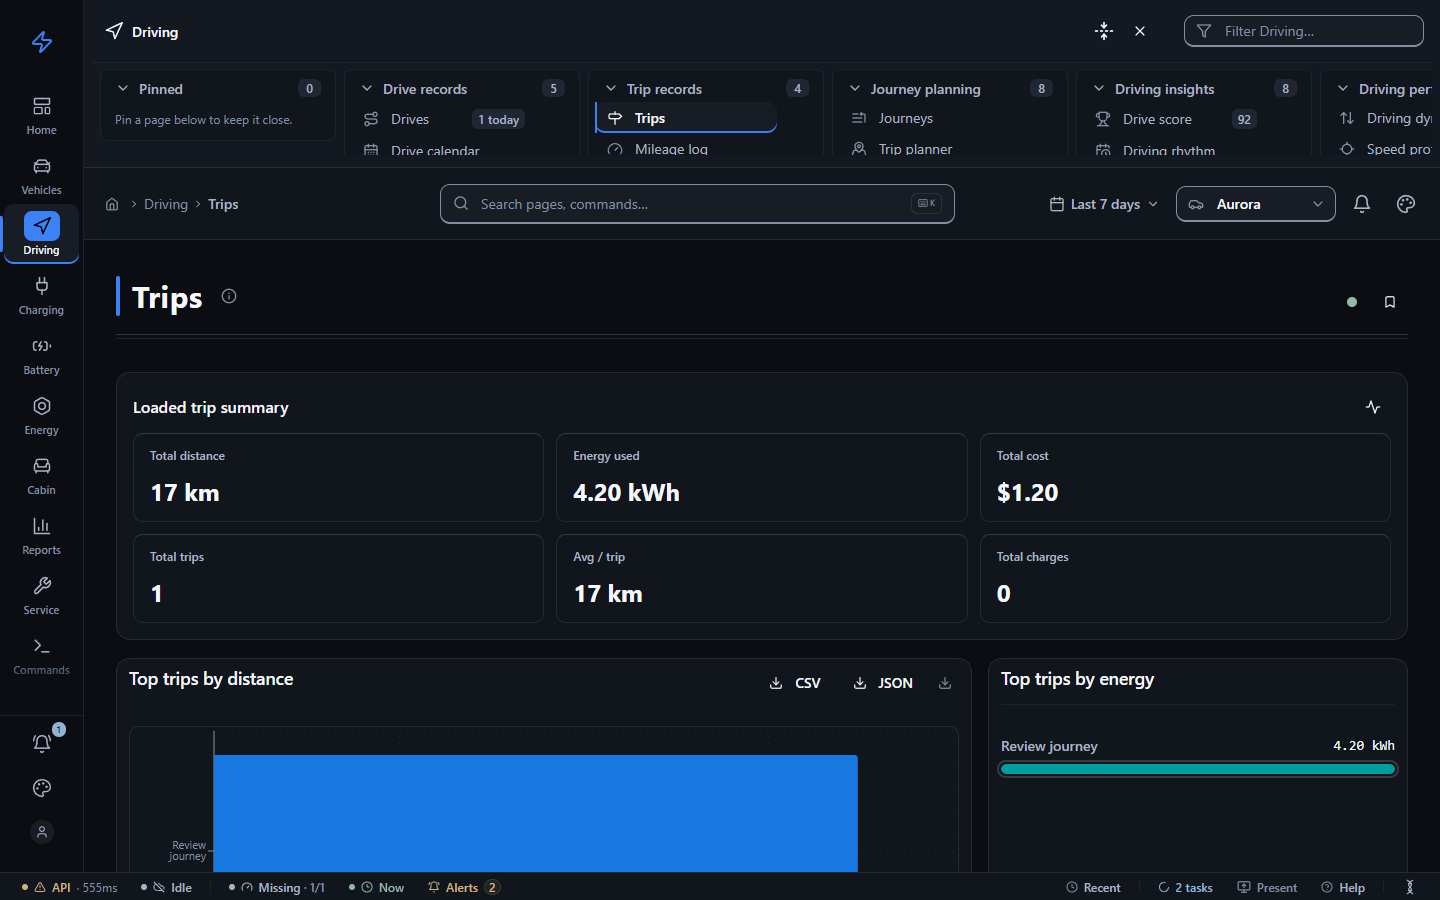 Driving
Filter Driving...
Home
Vehicles
Driving
Charging
Battery
Energy
Cabin
Reports
Service
Commands
1
Pinned 0
Pin a page below to keep it close.
Drive records 5
Drives 1 today
Drive calendar
Trip records 4
Trips
Mileage log
Journey planning 8
Journeys
Trip planner
Driving insights 8
Drive score 92
Driving rhythm
Driving per
Driving dy
Speed pro
Driving > Trips
Search pages, commands...
K
Last 7 days
Aurora
Trips
Loaded trip summary
Total distance
17 km
Energy used
4.20 kWh
Total cost
$1.20
Total trips
1
Avg / trip
17 km
Total charges
0
Top trips by distance
CSV
JSON
Review
journey
Top trips by energy
Review journey 4.20 kWh
API · 555ms
Idle
Missing · 1/1
Now
Alerts 2
Recent
2 tasks
Present
Help